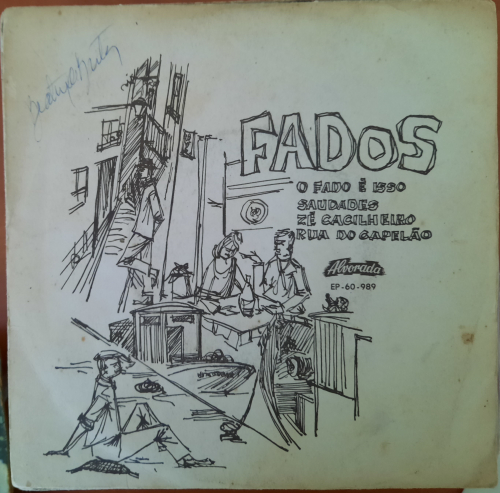 FADOS
O FADO É ISSO
SAUDADES
ZÉ CACILHEIRO
RUA DO CAPELÃO
Alvorada
EP-60-989